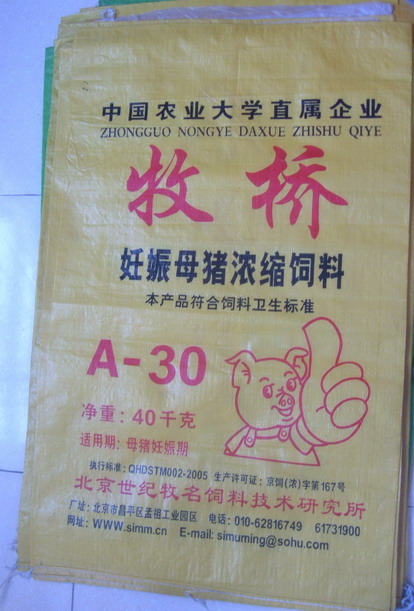 中国农业大学直属企业
ZHONGGUO NONGYE DAXUE ZHISHU QIYE
牧桥
妊娠母猪浓缩饲料
本产品符合饲料卫生标准
A-30
净重：40千克
适用期：母猪妊娠期
执行标准：QHDSTM002-2005 生产许可证：京饲(浓)字第167号
北京世纪牧名饲料技术研究所
厂址：北京市昌平区孟祖工业园区 电话：010-62816749 61731900
网址：www.simm.cn E-mail: simuming@sohu.com